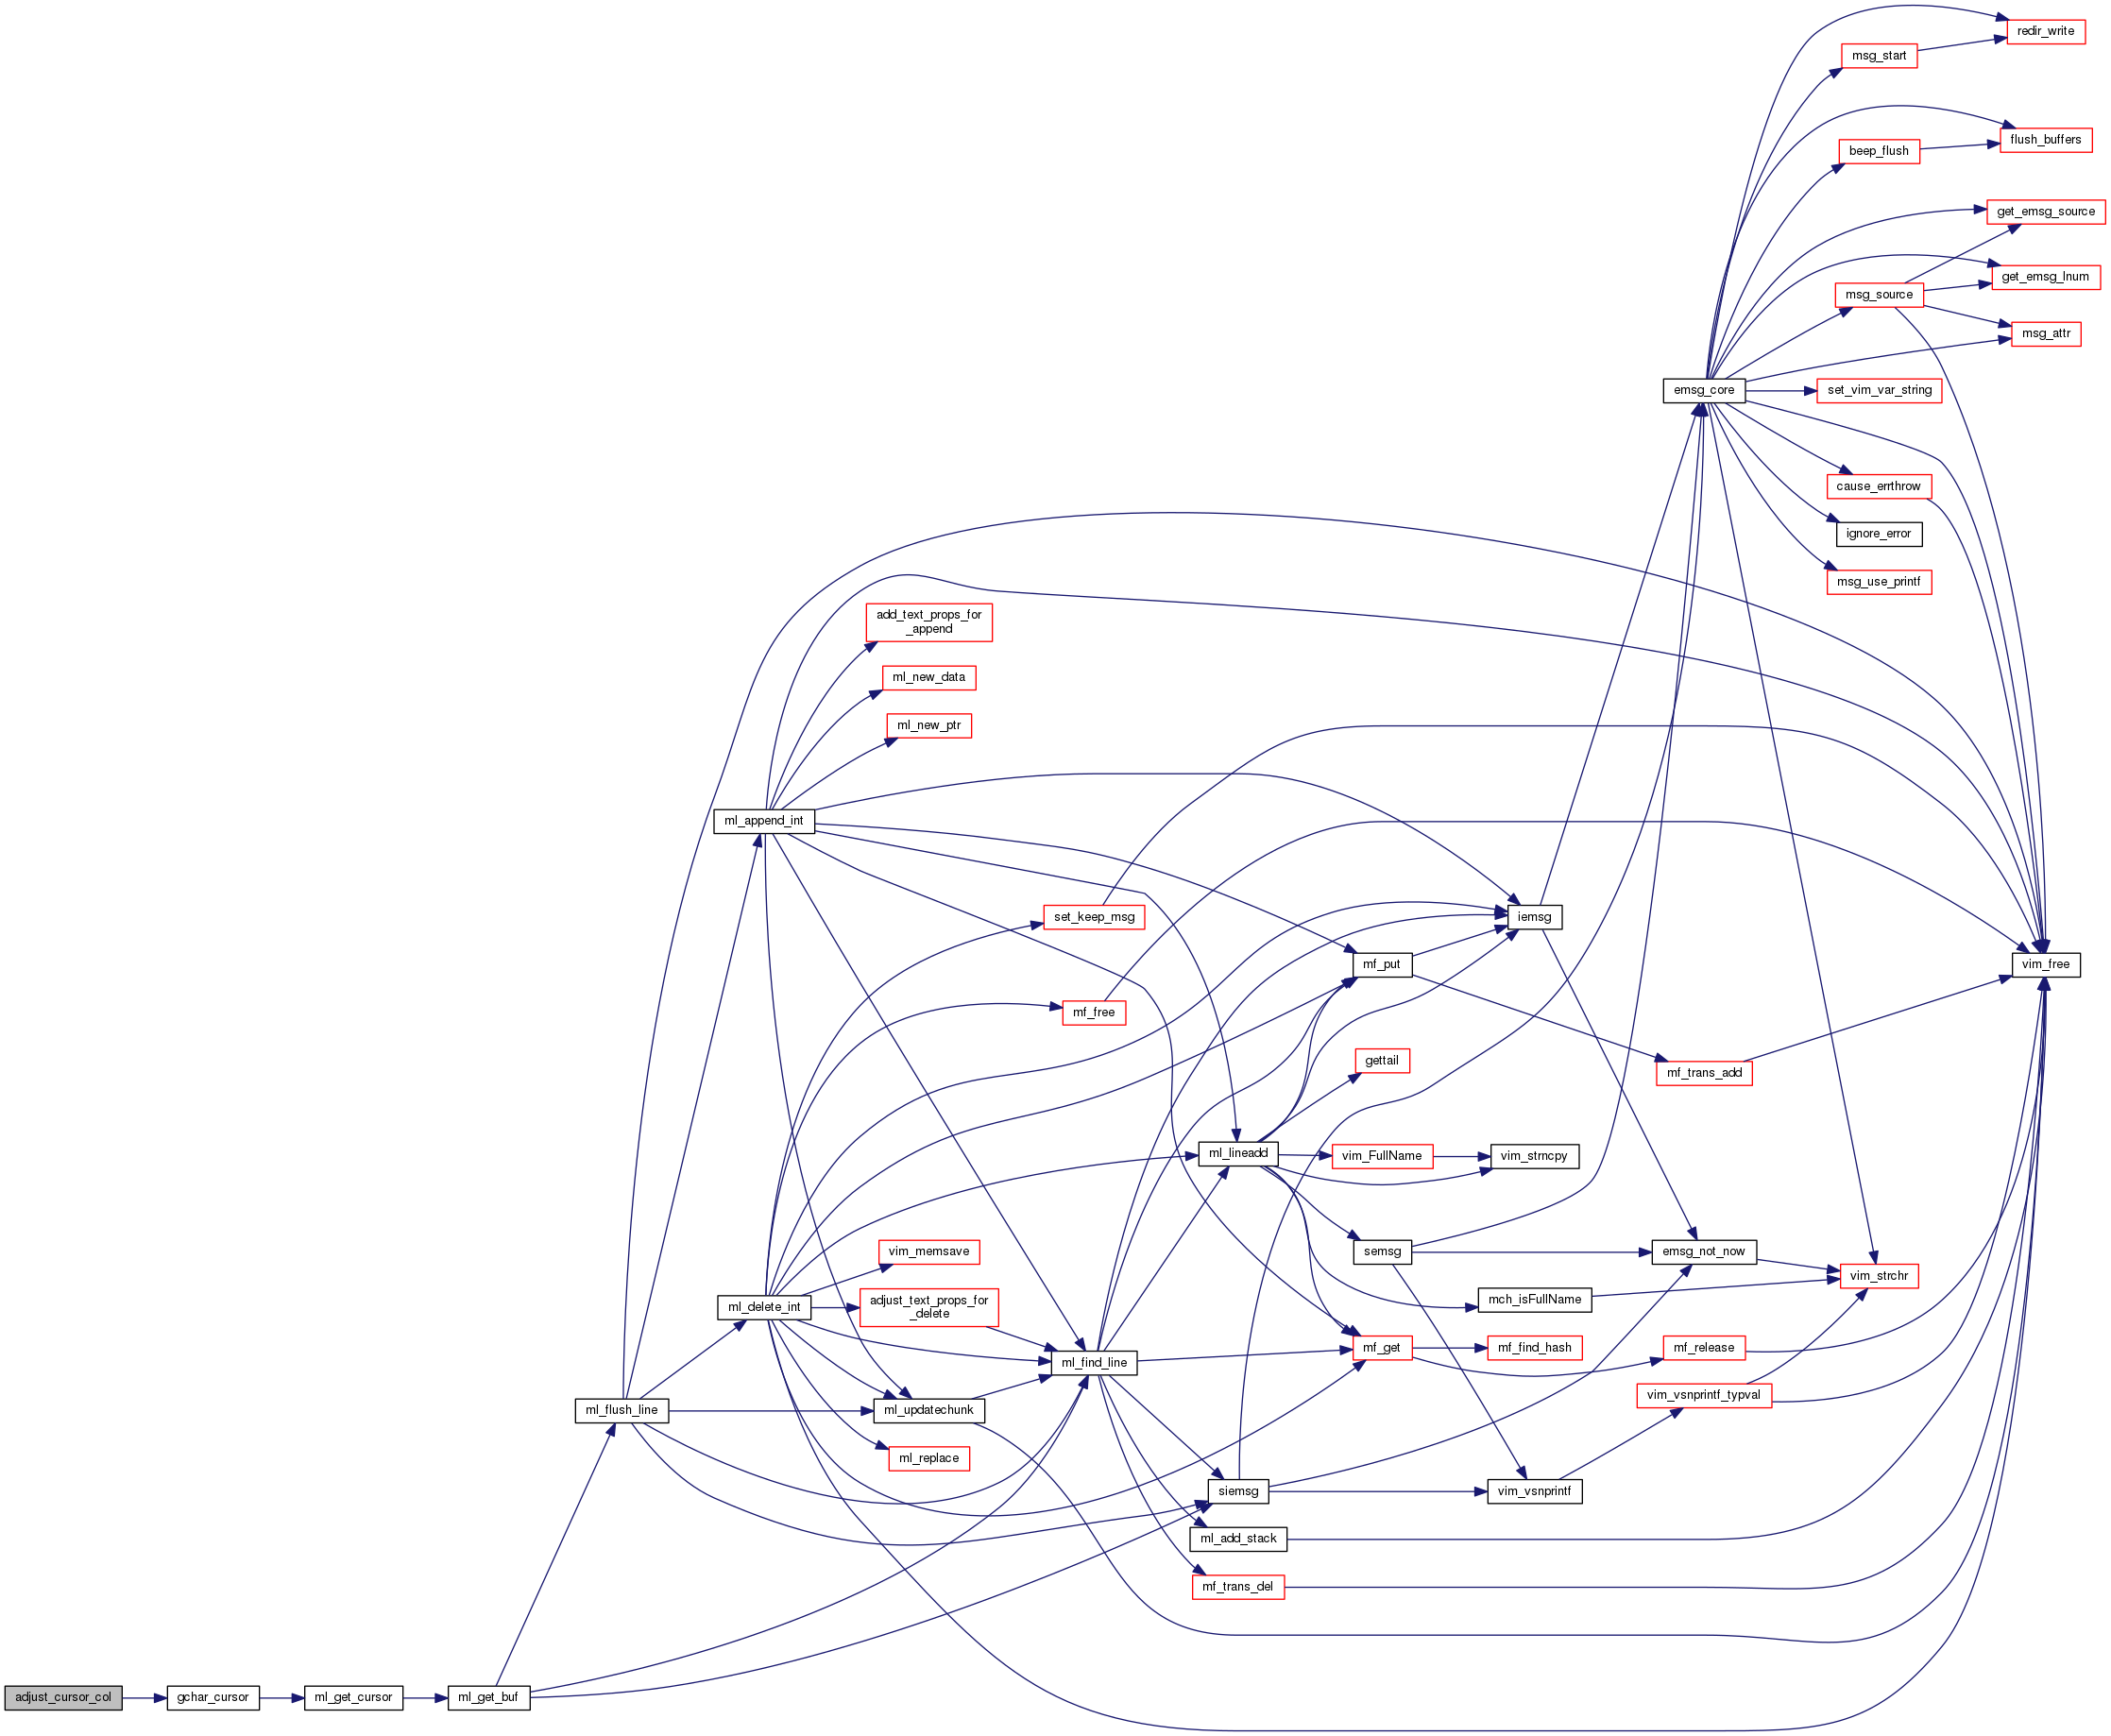 redir_write
msg_start
flush_buffers
beep_flush
get_emsg_source
get_emsg_lnum
msg_source
msg_attr
emsg_core
set_vim_var_string
cause_errthrow
ignore_error
msg_use_printf
add_text_props_for
_append
ml_new_data
ml_new_ptr
ml_append_int
set_keep_msg
iemsg
mf_put
vim_free
mf_free
gettail
mf_trans_add
ml_lineadd
vim_FullName
vim_strncpy
vim_memsave
semsg
emsg_not_now
vim_strchr
ml_delete_int
adjust_text_props_for
_delete
mch_isFullName
ml_find_line
mf_get
mf_find_hash
mf_release
vim_vsnprintf_typval
ml_flush_line
ml_updatechunk
ml_replace
siemsg
vim_vsnprintf
ml_add_stack
mf_trans_del
adjust_cursor_col
gchar_cursor
ml_get_cursor
ml_get_buf